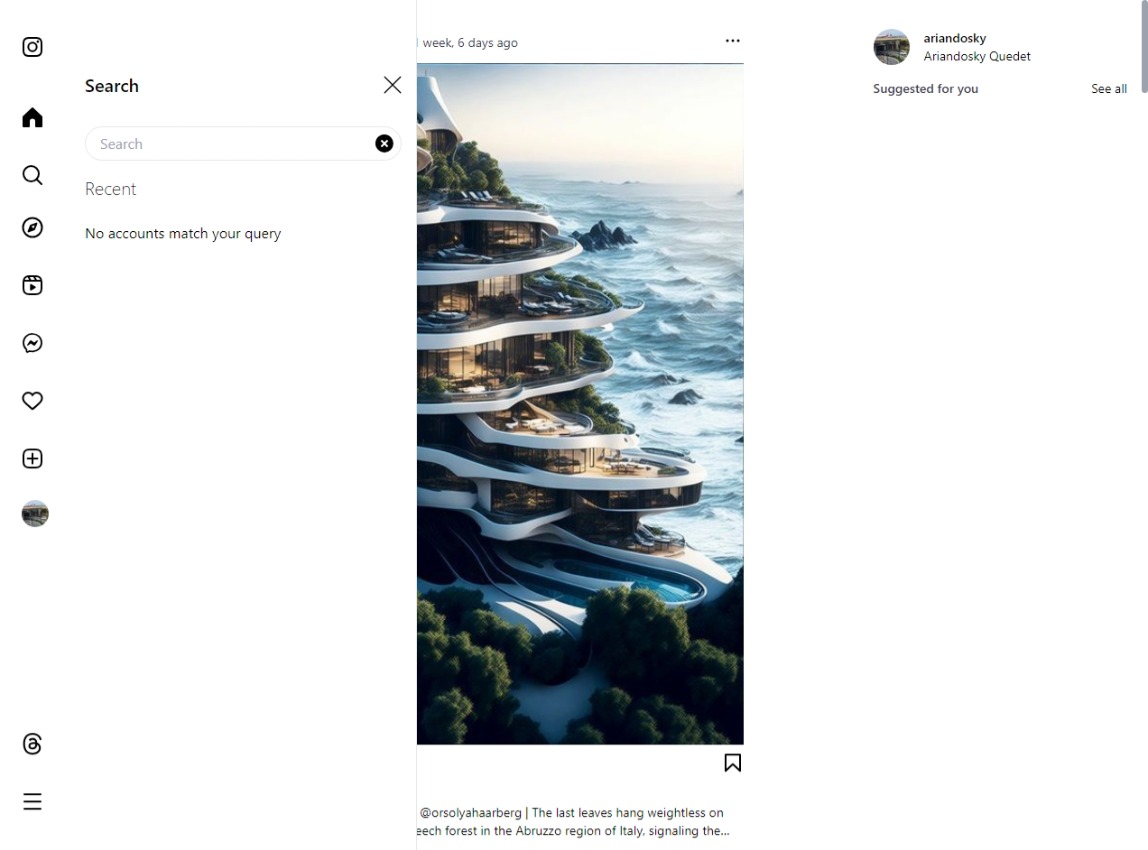 week, 6 days ago
ariandosky
Ariandosky Quedet
Suggested for you
See all
Search
Search
Recent
No accounts match your query
@orsolyahaarberg | The last leaves hang weightless on
forest in the Abruzzo region of Italy, signaling the...